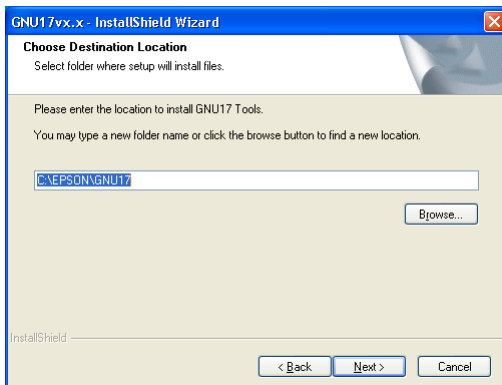 GNU17vx.x - InstallShield Wizard
Choose Destination Location
Select folder where setup will install files.
Please enter the location to install GNU17 Tools.
You may type a new folder name or click the browse button to find a new location.
C:\EPSON\GNU17
Browse...
InstallShield
< Back
Next >
Cancel